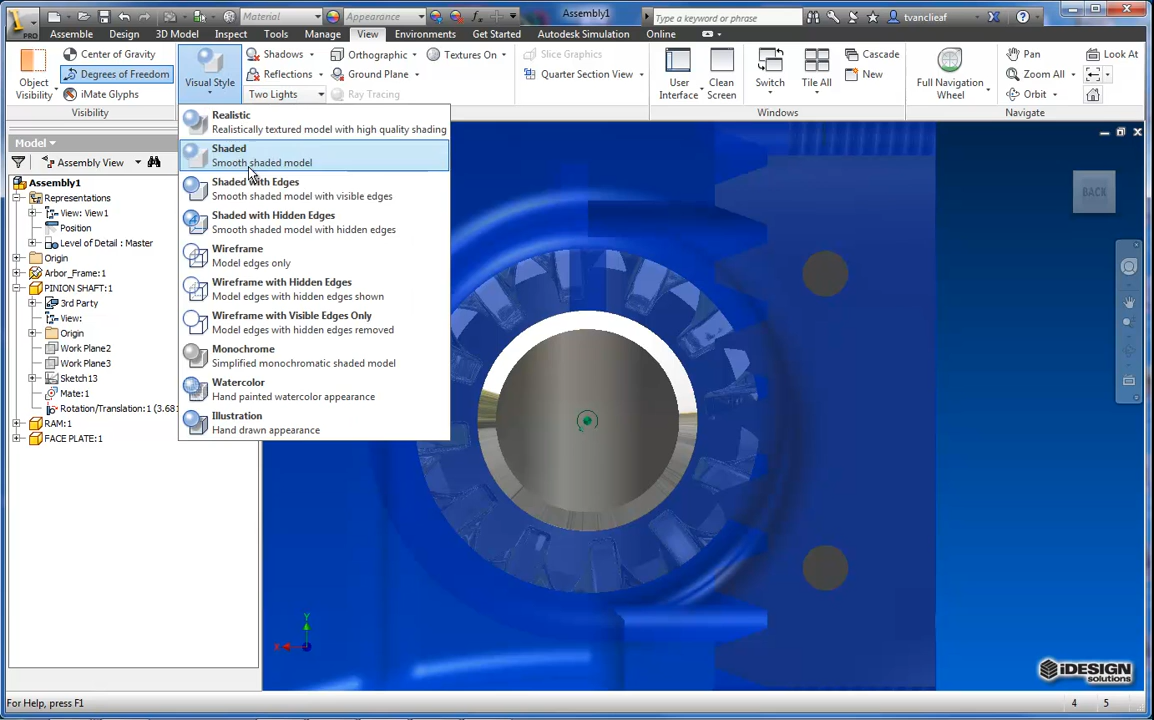 PRO
Material
Appearance
Assembly1
Type a keyword or phrase
tvanclieaf
Assemble
Design
3D Model
Inspect
Tools
Manage
View
Environments
Get Started
Autodesk Simulation
Online
Object
Visibility
Center of Gravity
Degrees of Freedom
iMate Glyphs
Visibility
Visual Style
Shadows
Reflections
Two Lights
Orthographic
Ground Plane
Ray Tracing
Textures On
Slice Graphics
Quarter Section View
User
Interface
Clean
Screen
Switch
Tile All
Cascade
New
Windows
Full Navigation
Wheel
Pan
Zoom All
Orbit
Look At
Navigate
Realistic
Realistically textured model with high quality shading
Shaded
Smooth shaded model
Shaded with Edges
Smooth shaded model with visible edges
Shaded with Hidden Edges
Smooth shaded model with hidden edges
Wireframe
Model edges only
Wireframe with Hidden Edges
Model edges with hidden edges shown
Wireframe with Visible Edges Only
Model edges with hidden edges removed
Monochrome
Simplified monochromatic shaded model
Watercolor
Hand painted watercolor appearance
Illustration
Hand drawn appearance
Model
Assembly View
Assembly1
Representations
View: View1
Position
Level of Detail : Master
Origin
Arbor_Frame:1
PINION SHAFT:1
3rd Party
View:
Origin
Work Plane2
Work Plane3
Sketch13
Mate:1
Rotation/Translation:1 (3.681
RAM:1
FACE PLATE:1
BACK
Y
X
iDESIGN
solutions
For Help, press F1
4
5